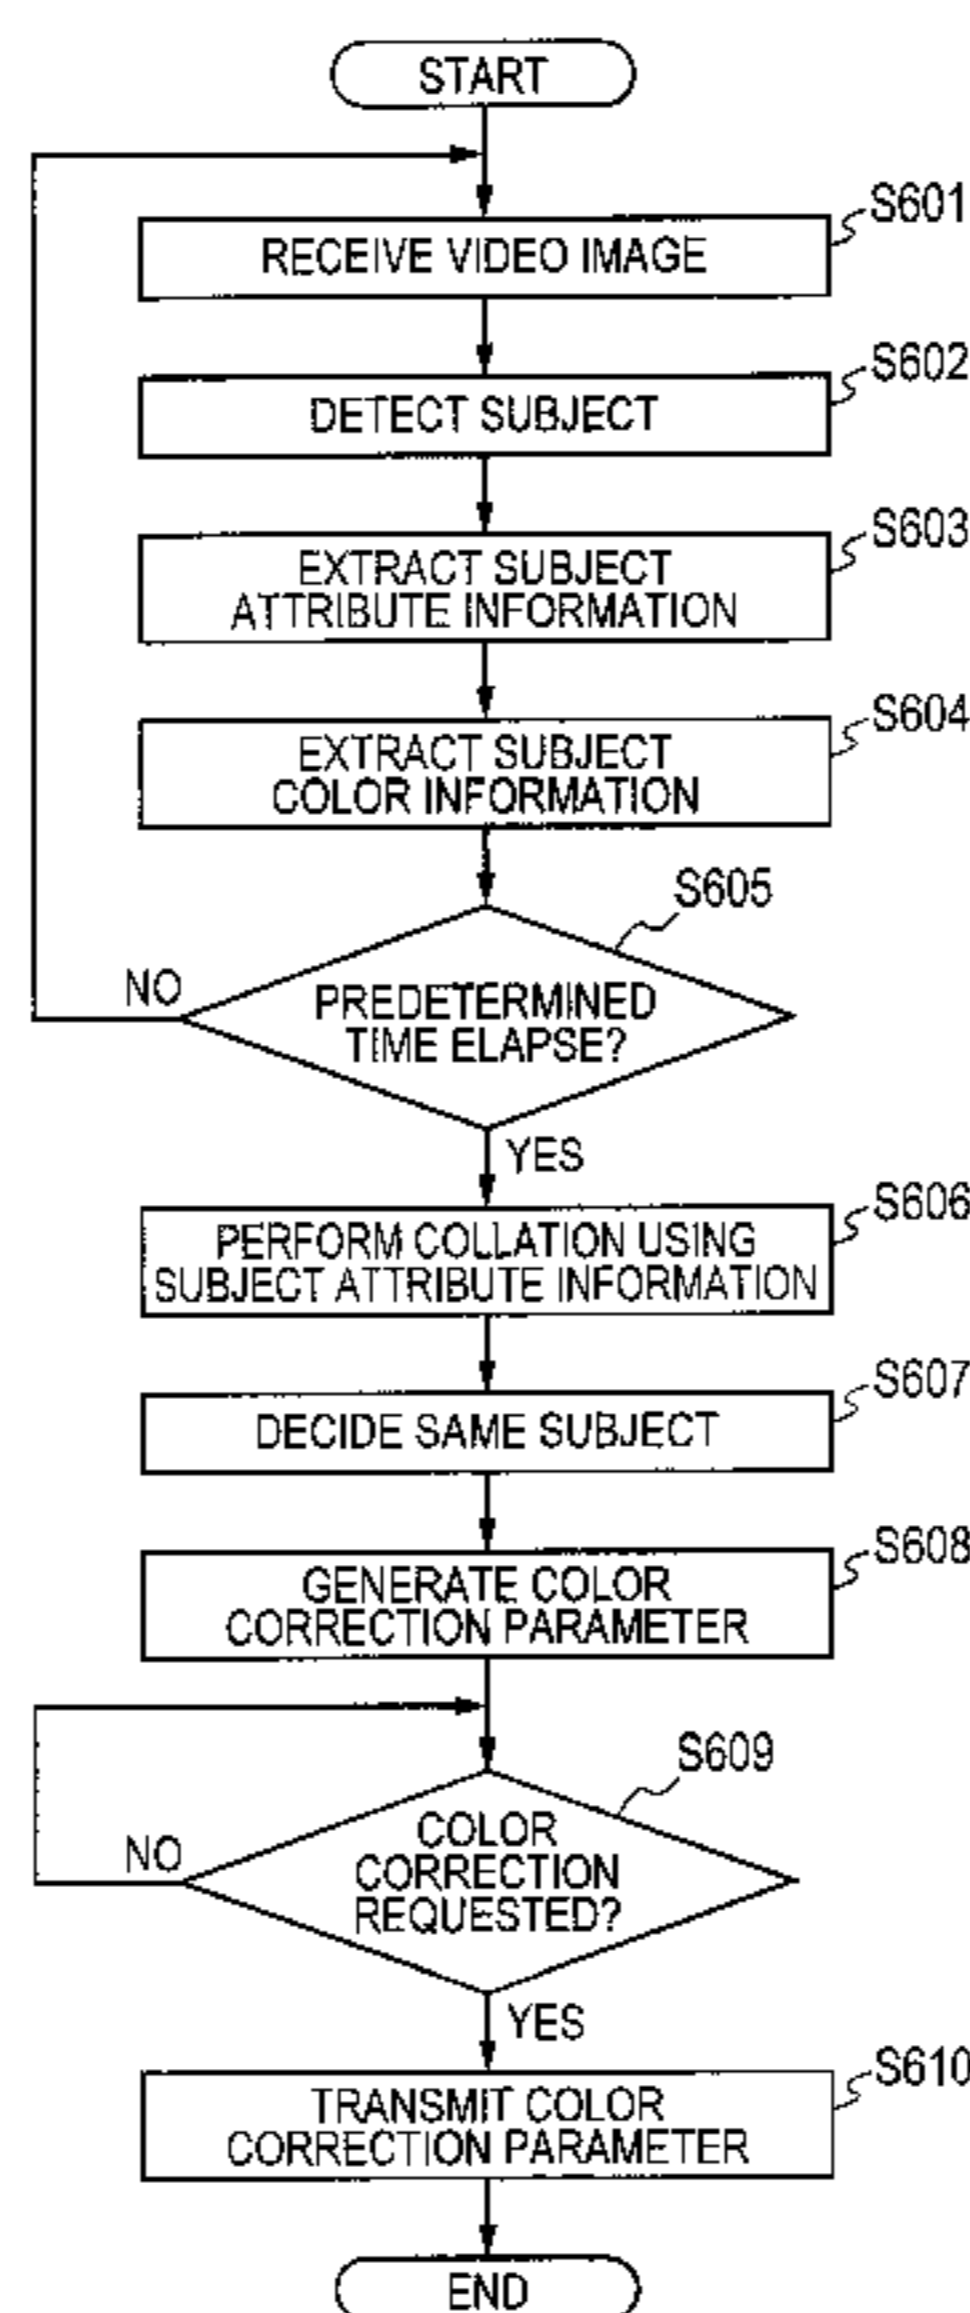 START
S601
RECEIVE VIDEO IMAGE
S602
DETECT SUBJECT
S603
EXTRACT SUBJECT
ATTRIBUTE INFORMATION
S604
EXTRACT SUBJECT
COLOR INFORMATION
S605
NO
PREDETERMINED
TIME ELAPSE?
YES
S606
PERFORM COLLATION USING
SUBJECT ATTRIBUTE INFORMATION
S607
DECIDE SAME SUBJECT
S608
GENERATE COLOR
CORRECTION PARAMETER
S609
NO
COLOR
CORRECTION
REQUESTED?
YES
S610
TRANSMIT COLOR
CORRECTION PARAMETER
END